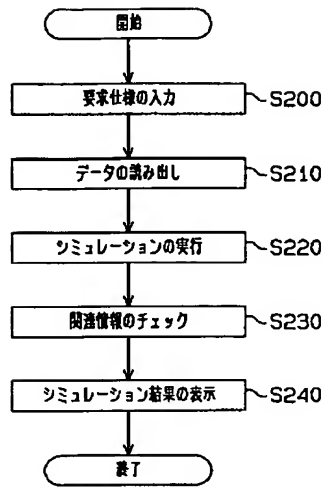 開始
要求仕様の入力 S200
データの読み出し S210
シミュレーションの実行 S220
関連情報のチェック S230
シミュレーション結果の表示 S240
終了